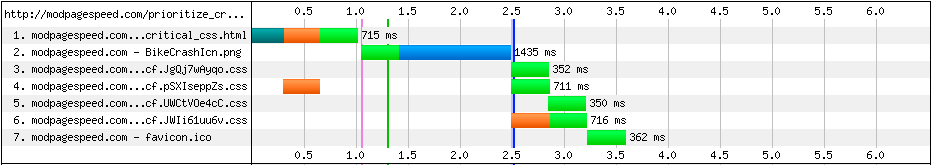 http://modpagespeed.com/prioritize_cr...
0.5 1.0 1.5 2.0 2.5 3.0 3.5 4.0 4.5 5.0 5.5 6.0
1. modpagespeed.com...critical_css.html 715 ms
2. modpagespeed.com - BikeCrashIcn.png 1435 ms
3. modpagespeed.com...cf.JgQj7wAyqo.css 352 ms
4. modpagespeed.com...cf.pSXIseppZs.css 711 ms
5. modpagespeed.com...cf.UWCtVOe4cC.css 350 ms
6. modpagespeed.com...cf.JWIi61uu6v.css 716 ms
7. modpagespeed.com - favicon.ico 362 ms
0.5 1.0 1.5 2.0 2.5 3.0 3.5 4.0 4.5 5.0 5.5 6.0